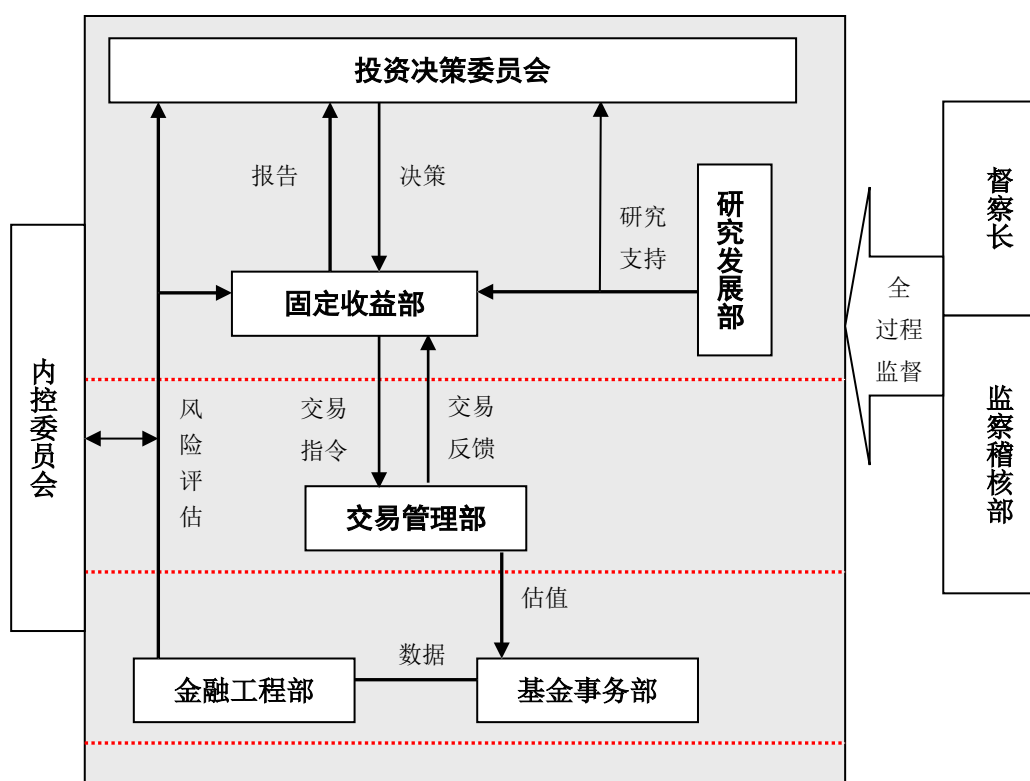 投资决策委员会
报告
决策
研究
支持
研究发展部
固定收益部
督察长
全
过程
监督
监察稽核部
内控委员会
风险评估
交易
指令
交易
反馈
交易管理部
估值
数据
金融工程部
基金事务部